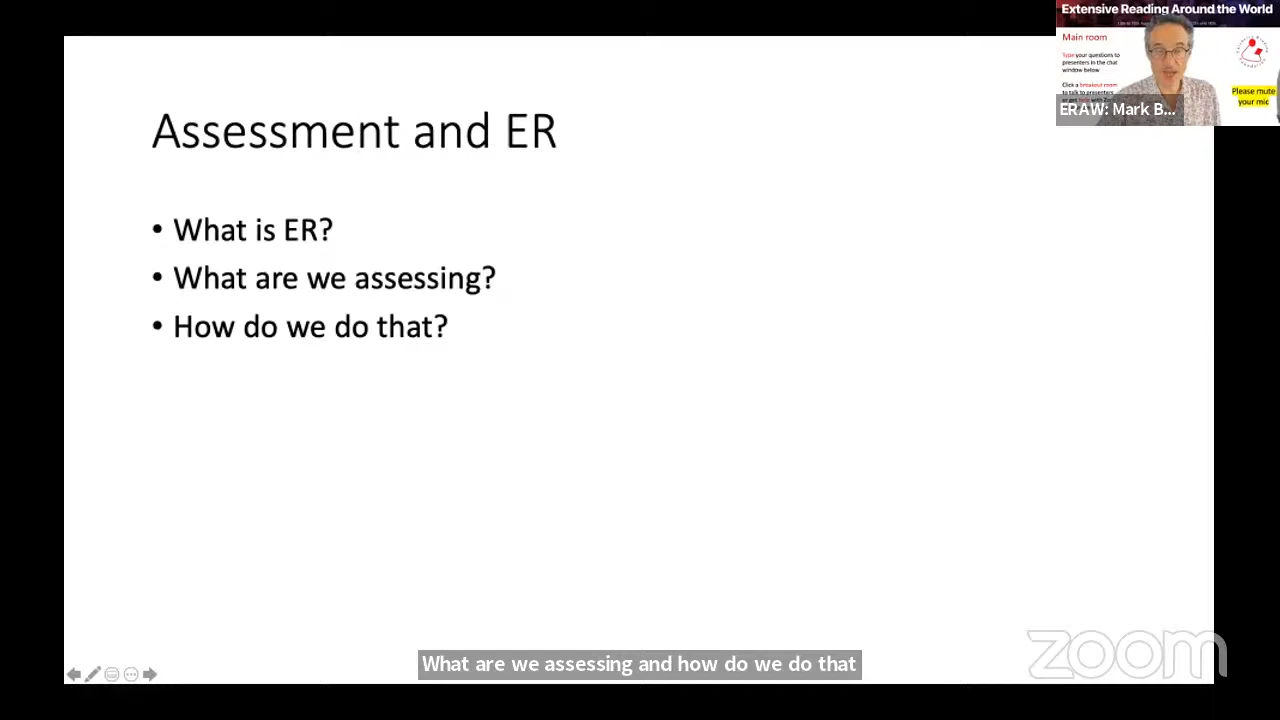 Extensive Reading Around the World
Main room
Type your questions to
presenters in the chat
window below
Click a breakout room
to talk to presenters
Please mute
your mic
ERAW: Mark B...
Assessment and ER
• What is ER?
• What are we assessing?
• How do we do that?
What are we assessing and how do we do that
zoom